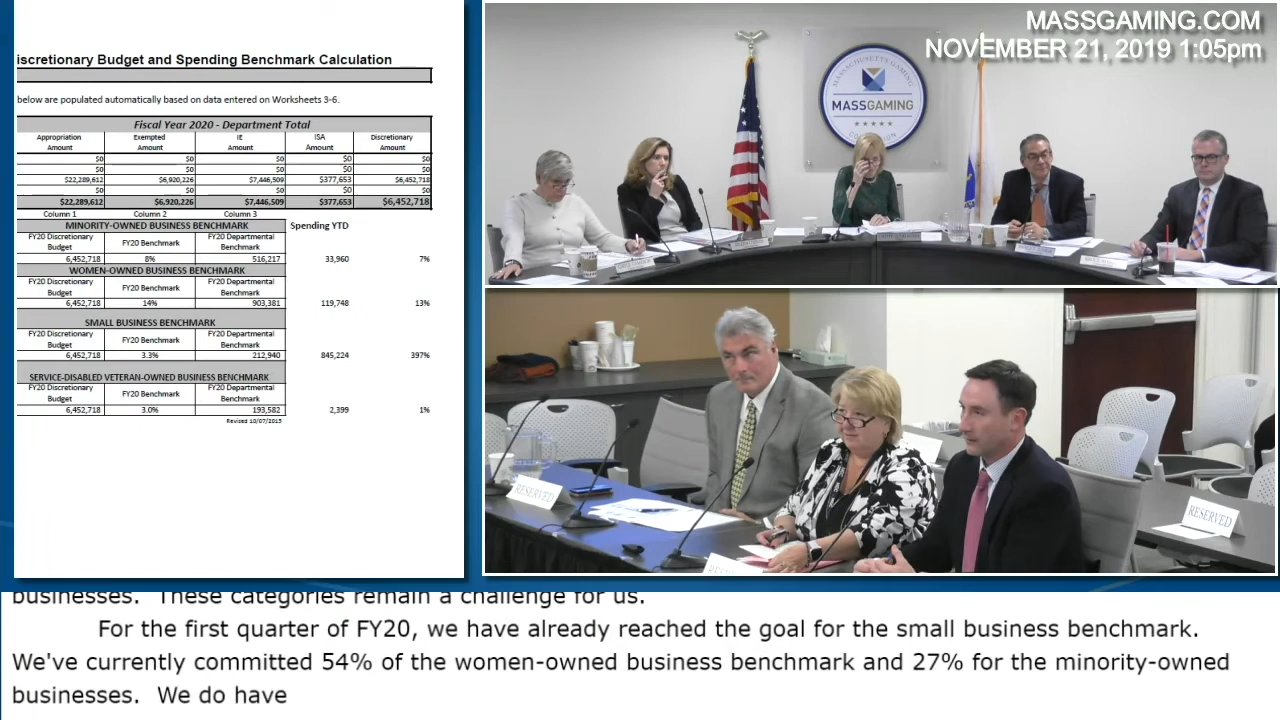 iscretionary Budget and Spending Benchmark Calculation
below are populated automatically based on data entered on Worksheets 3-6.
Fiscal Year 2020 - Department Total
Appropriation Amount Exempted Amount IE Amount ISA Amount Discretionary Amount
$0 $0 $0 $0 $0
$0 $0 $0 $0 $0
$22,289,612 $6,920,226 $7,446,509 $377,653 $6,452,718
$0 $0 $0 $0 $0
$22,289,612 $6,920,226 $7,446,509 $377,653 $6,452,718
Column 1 Column 2 Column 3
MINORITY-OWNED BUSINESS BENCHMARK Spending YTD
FY20 Discretionary Budget FY20 Benchmark FY20 Departmental Benchmark
6,452,718 8% 516,217 33,960 7%
WOMEN-OWNED BUSINESS BENCHMARK
FY20 Discretionary Budget FY20 Benchmark FY20 Departmental Benchmark
6,452,718 14% 903,381 119,748 13%
SMALL BUSINESS BENCHMARK
FY20 Discretionary Budget FY20 Benchmark FY20 Departmental Benchmark
6,452,718 3.3% 212,940 845,224 397%
SERVICE-DISABLED VETERAN-OWNED BUSINESS BENCHMARK
FY20 Discretionary Budget FY20 Benchmark FY20 Departmental Benchmark
6,452,718 3.0% 193,582 2,399 1%
Revised 10/07/2015
MASSGAMING.COM
NOVEMBER 21, 2019 1:05pm
MASSACHUSETTS GAMING
MASSGAMING
COMMISSION
RESERVED
RESERVED
businesses. These categories remain a challenge for us.
For the first quarter of FY20, we have already reached the goal for the small business benchmark.
We've currently committed 54% of the women-owned business benchmark and 27% for the minority-owned
businesses. We do have